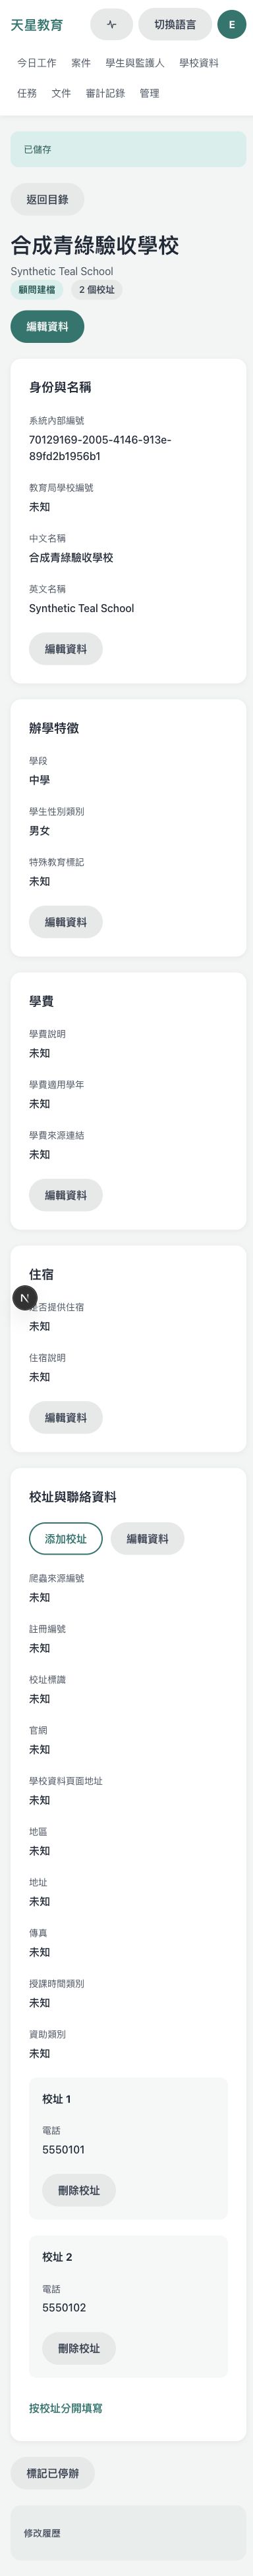 天星教育
切換語言
E
今日工作 案件 學生與監護人 學校資料
任務 文件 審計記錄 管理
已儲存
返回目錄
合成青綠驗收學校
Synthetic Teal School
顧問建檔 2 個校址
編輯資料
身份與名稱
系統內部編號
70129169-2005-4146-913e-
89fd2b1956b1
教育局學校編號
未知
中文名稱
合成青綠驗收學校
英文名稱
Synthetic Teal School
編輯資料
辦學特徵
學段
中學
學生性別類別
男女
特殊教育標記
未知
編輯資料
學費
學費說明
未知
學費適用學年
未知
學費來源連結
未知
編輯資料
住宿
N
否提供住宿
未知
住宿說明
未知
編輯資料
校址與聯絡資料
添加校址 編輯資料
爬蟲來源編號
未知
註冊編號
未知
校址標識
未知
官網
未知
學校資料頁面地址
未知
地區
未知
地址
未知
傳真
未知
授課時間類別
未知
資助類別
未知
校址 1
電話
5550101
刪除校址
校址 2
電話
5550102
刪除校址
按校址分開填寫
標記已停辦
修改履歷